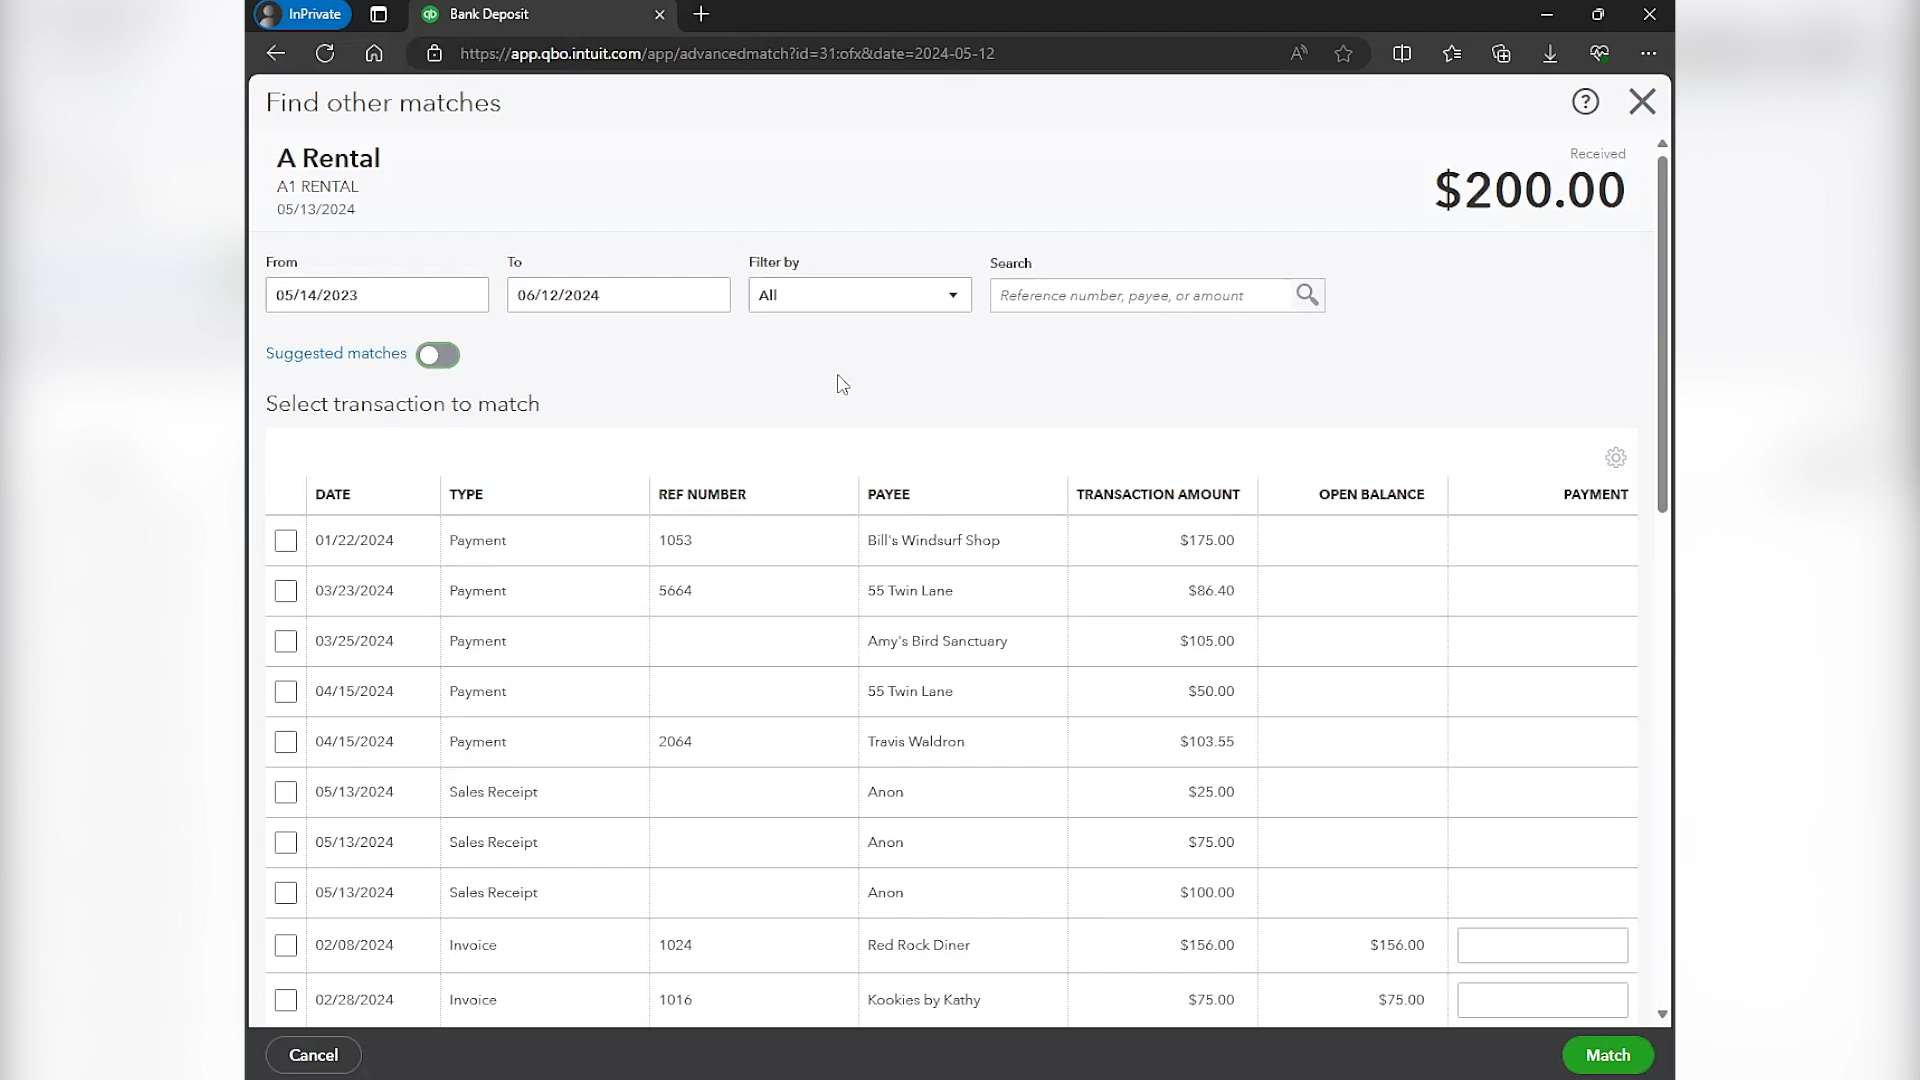 InPrivate
Bank Deposit
https://app.qbo.intuit.com/app/advancedmatch?id=31:ofx&date=2024-05-12
Find other matches
A Rental
A1 RENTAL
05/13/2024
Received
$200.00
From To Filter by Search
05/14/2023 06/12/2024 All Reference number, payee, or amount
Suggested matches
Select transaction to match
DATE TYPE REF NUMBER PAYEE TRANSACTION AMOUNT OPEN BALANCE PAYMENT
01/22/2024 Payment 1053 Bill's Windsurf Shop $175.00
03/23/2024 Payment 5664 55 Twin Lane $86.40
03/25/2024 Payment Amy's Bird Sanctuary $105.00
04/15/2024 Payment 55 Twin Lane $50.00
04/15/2024 Payment 2064 Travis Waldron $103.55
05/13/2024 Sales Receipt Anon $25.00
05/13/2024 Sales Receipt Anon $75.00
05/13/2024 Sales Receipt Anon $100.00
02/08/2024 Invoice 1024 Red Rock Diner $156.00 $156.00
02/28/2024 Invoice 1016 Kookies by Kathy $75.00 $75.00
Cancel Match